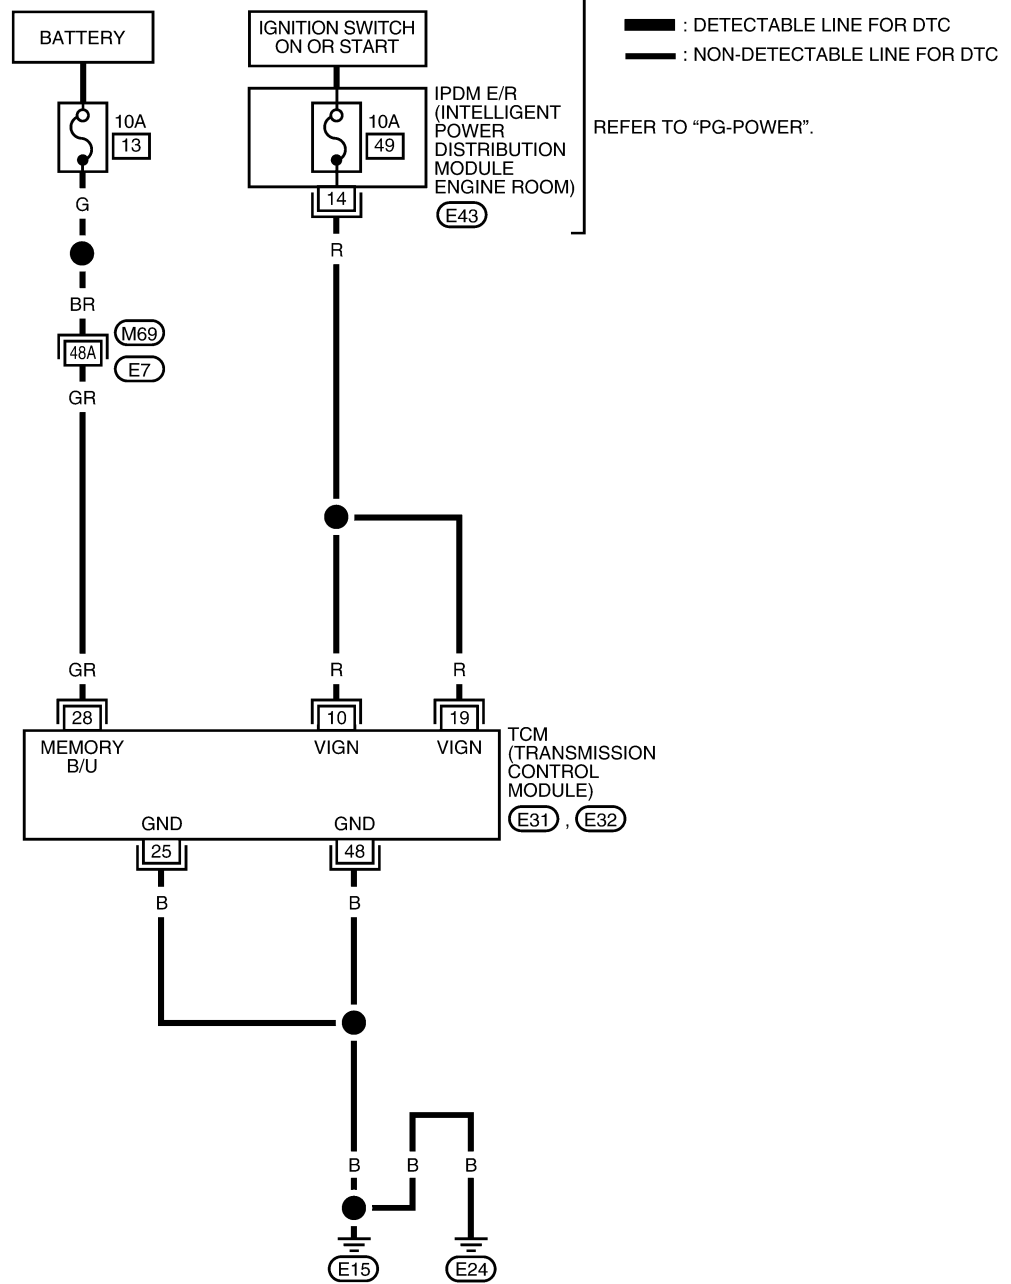 BATTERY
IGNITION SWITCH
ON OR START
: DETECTABLE LINE FOR DTC
: NON-DETECTABLE LINE FOR DTC
10A
13
10A
49
IPDM E/R
(INTELLIGENT
POWER
DISTRIBUTION
MODULE
ENGINE ROOM)
E43
REFER TO “PG-POWER”.
14
G
R
BR
M69
48A
E7
GR
GR
R
R
28
10
19
MEMORY
B/U
VIGN
VIGN
TCM
(TRANSMISSION
CONTROL
MODULE)
E31 , E32
GND
GND
25
48
B
B
B
B
B
E15
E24